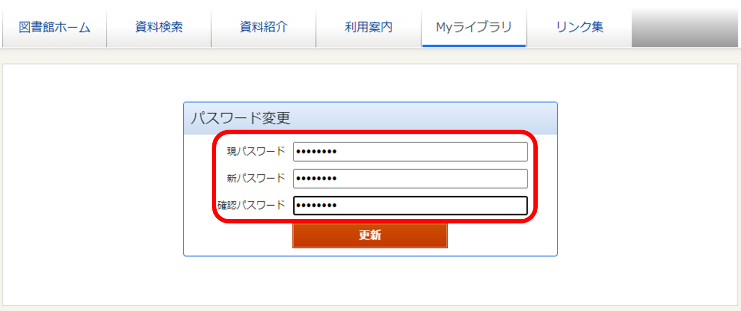 図書館ホーム 資料検索 資料紹介 利用案内 Myライブラリ リンク集
パスワード変更
現パスワード ••••••••
新パスワード ••••••••
確認パスワード ••••••••
更新